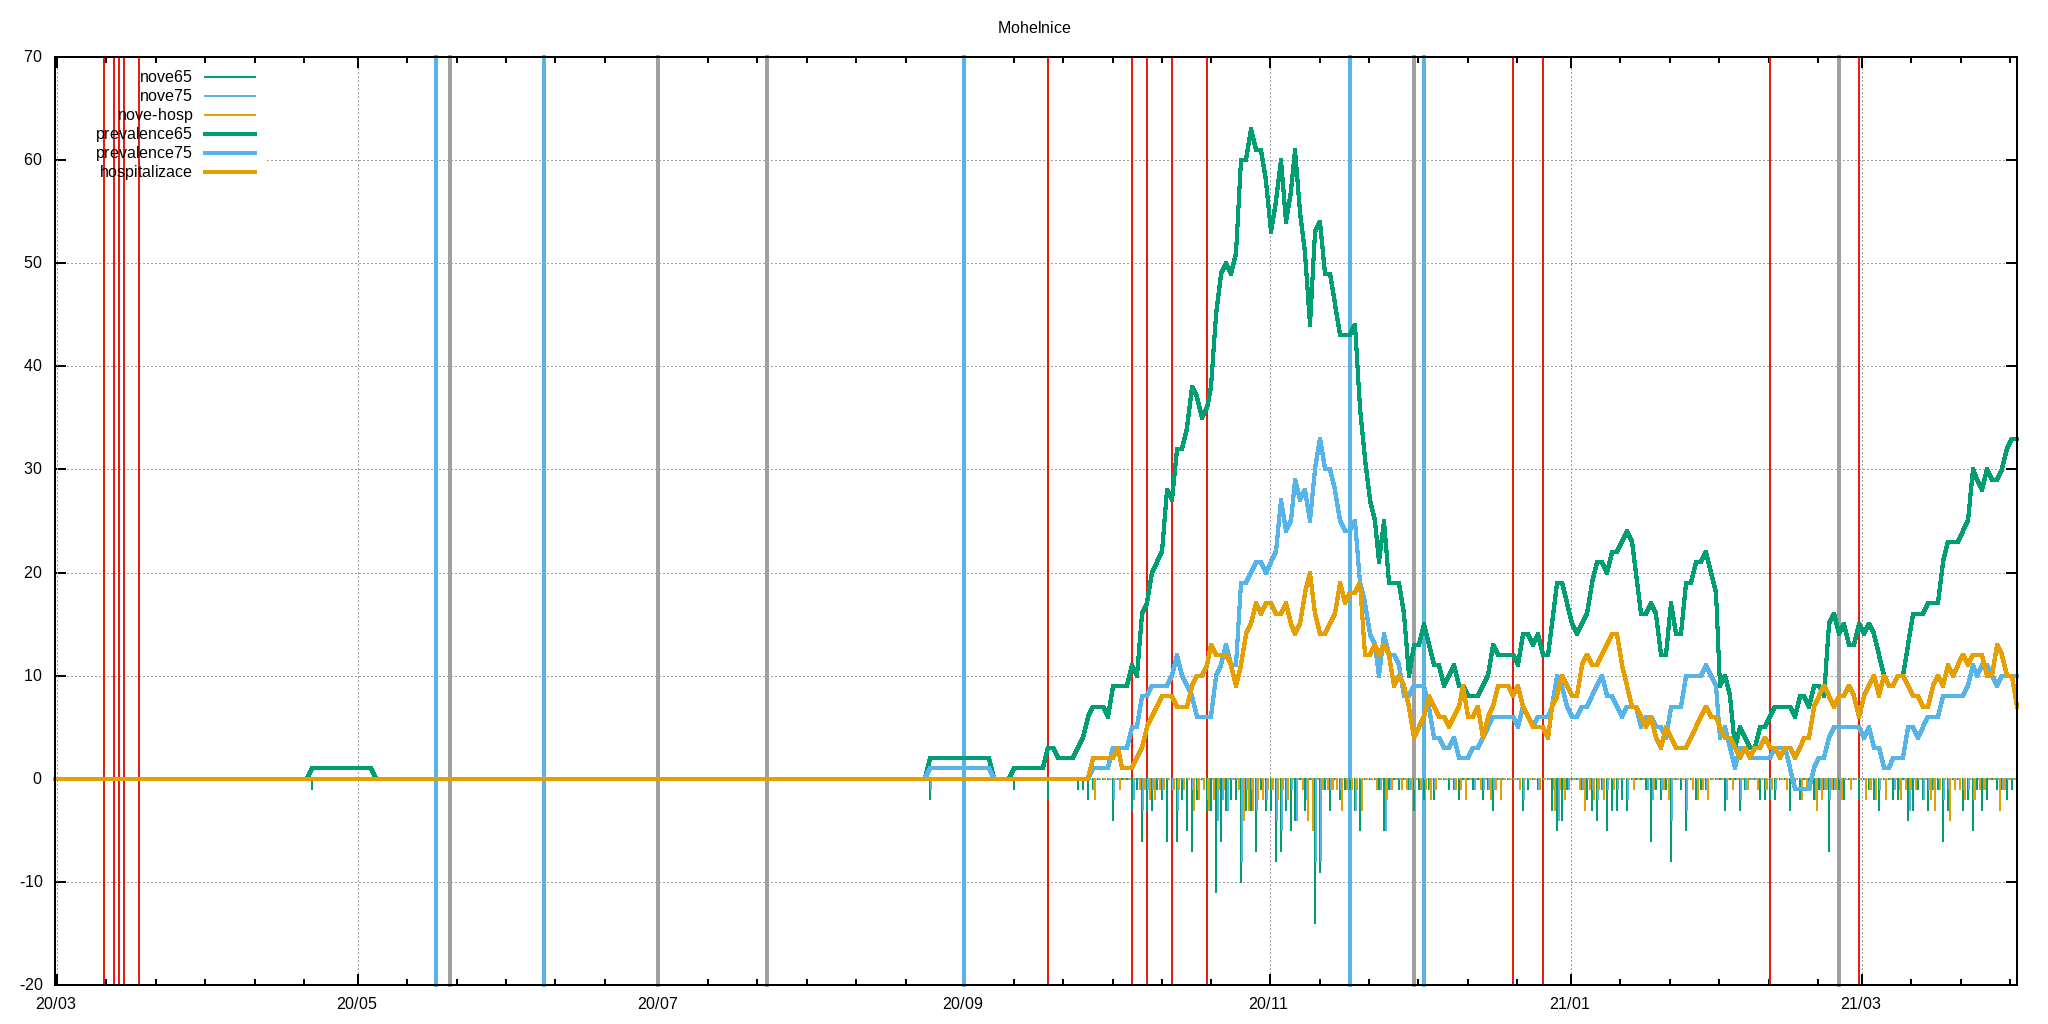 Mohelnice
70
nove65
nove75
nove-hosp
prevalence65
prevalence75
hospitalizace
60
50
40
30
20
10
0
-10
-20
20/03 20/05 20/07 20/09 20/11 21/01 21/03